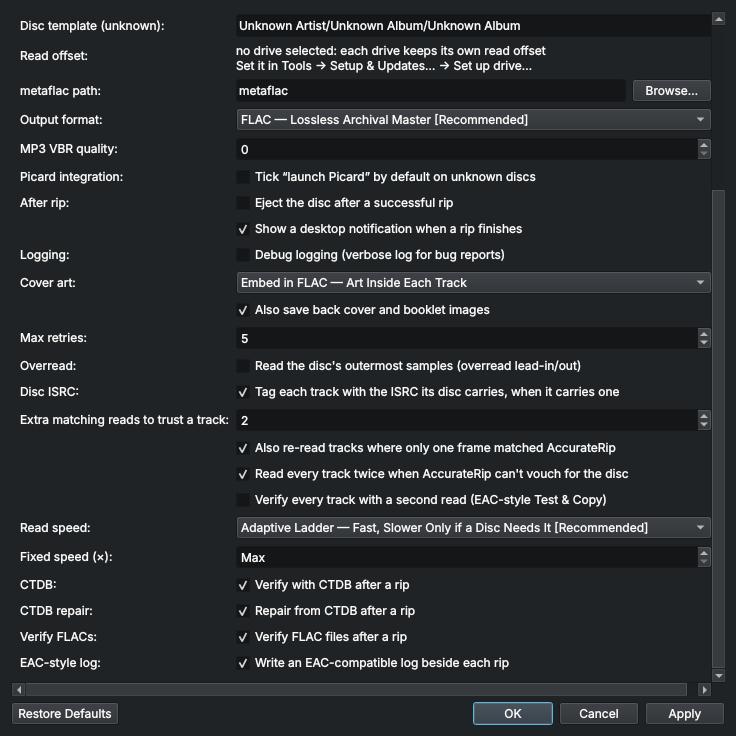 Disc template (unknown): Unknown Artist/Unknown Album/Unknown Album
Read offset: no drive selected: each drive keeps its own read offset
Set it in Tools → Setup & Updates... → Set up drive...
metaflac path: metaflac Browse...
Output format: FLAC — Lossless Archival Master [Recommended]
MP3 VBR quality: 0
Picard integration: Tick “launch Picard” by default on unknown discs
After rip: Eject the disc after a successful rip
Show a desktop notification when a rip finishes
Logging: Debug logging (verbose log for bug reports)
Cover art: Embed in FLAC — Art Inside Each Track
Also save back cover and booklet images
Max retries: 5
Overread: Read the disc's outermost samples (overread lead-in/out)
Disc ISRC: Tag each track with the ISRC its disc carries, when it carries one
Extra matching reads to trust a track: 2
Also re-read tracks where only one frame matched AccurateRip
Read every track twice when AccurateRip can't vouch for the disc
Verify every track with a second read (EAC-style Test & Copy)
Read speed: Adaptive Ladder — Fast, Slower Only if a Disc Needs It [Recommended]
Fixed speed (×): Max
CTDB: Verify with CTDB after a rip
CTDB repair: Repair from CTDB after a rip
Verify FLACs: Verify FLAC files after a rip
EAC-style log: Write an EAC-compatible log beside each rip
Restore Defaults OK Cancel Apply